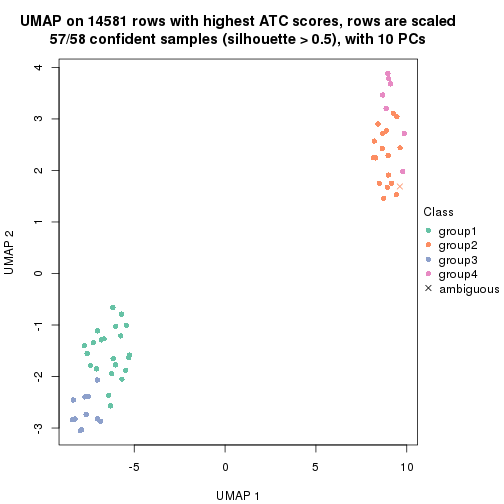 UMAP on 14581 rows with highest ATC scores, rows are scaled
57/58 confident samples (silhouette > 0.5), with 10 PCs
4
3
2
1
0
-1
-2
-3
UMAP 2
-5
0
5
10
UMAP 1
Class
group1
group2
group3
group4
ambiguous